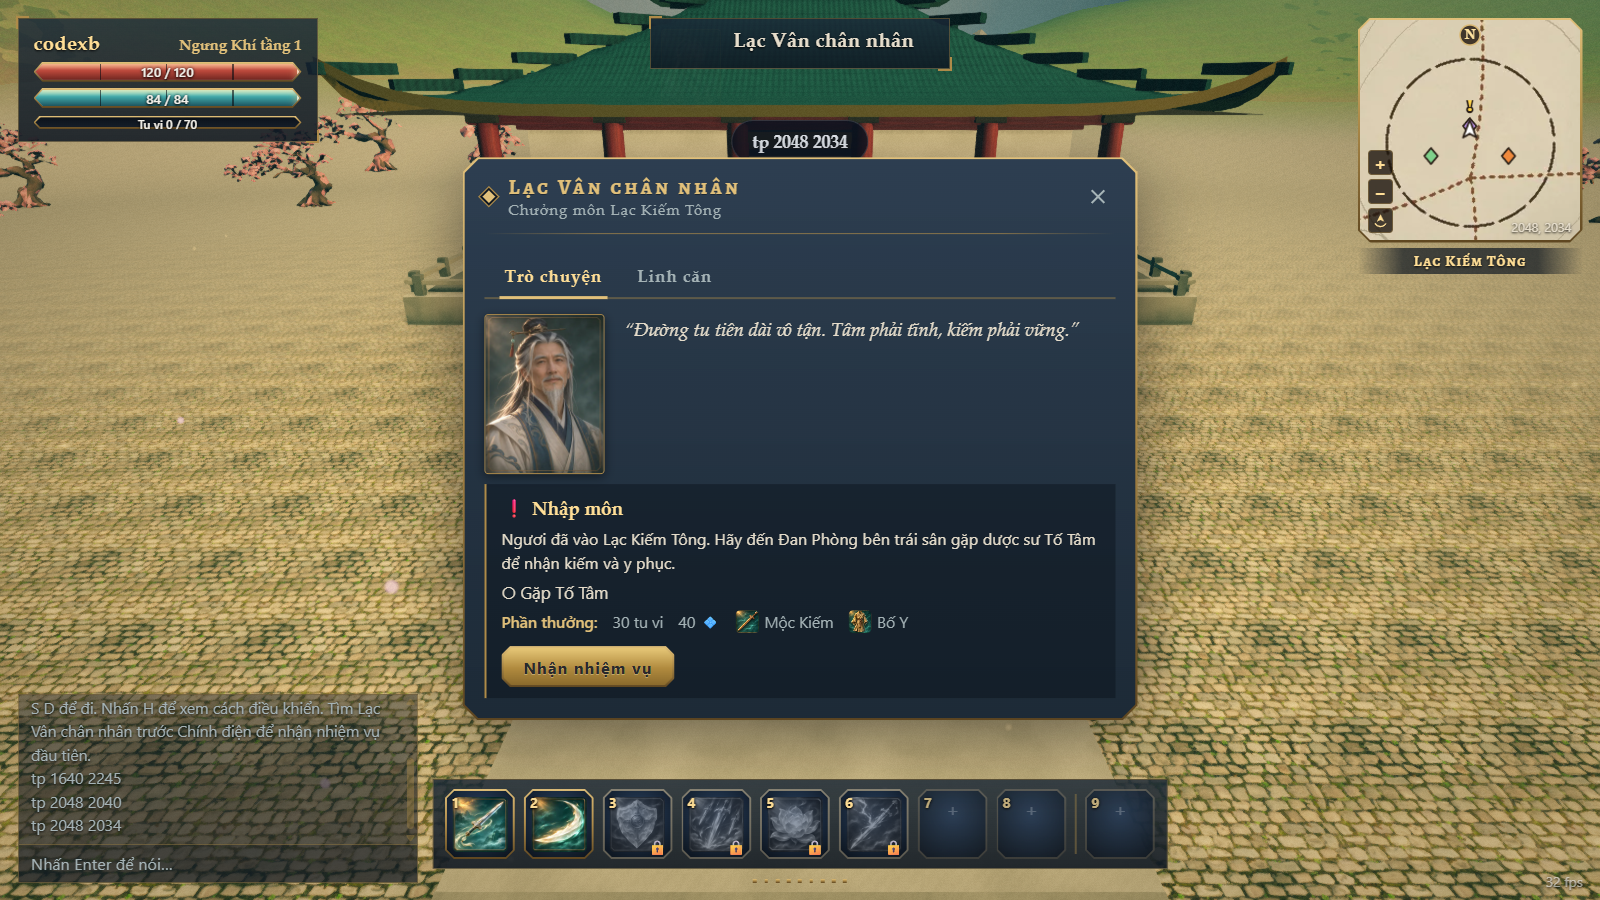 codexb
Ngưng Khí tầng 1
120 / 120
84 / 84
Tu vi 0 / 70
Lạc Vân chân nhân
tp 2048 2034
N
+
−
2048, 2034
LẠC KIẾM TÔNG
LẠC VÂN CHÂN NHÂN
Chưởng môn Lạc Kiếm Tông
Trò chuyện
Linh căn
“Đường tu tiên dài vô tận. Tâm phải tĩnh, kiếm phải vững.”
Nhập môn
Ngươi đã vào Lạc Kiếm Tông. Hãy đến Đan Phòng bên trái sân gặp dược sư Tố Tâm
để nhận kiếm và y phục.
Gặp Tố Tâm
Phần thưởng: 30 tu vi 40 Mộc Kiếm Bố Y
Nhận nhiệm vụ
S D để đi. Nhấn H để xem cách điều khiển. Tìm Lạc
Vân chân nhân trước Chính điện để nhận nhiệm vụ
đầu tiên.
tp 1640 2245
tp 2048 2040
tp 2048 2034
Nhấn Enter để nói...
1 2 3 4 5 6 7 8 9
32 fps